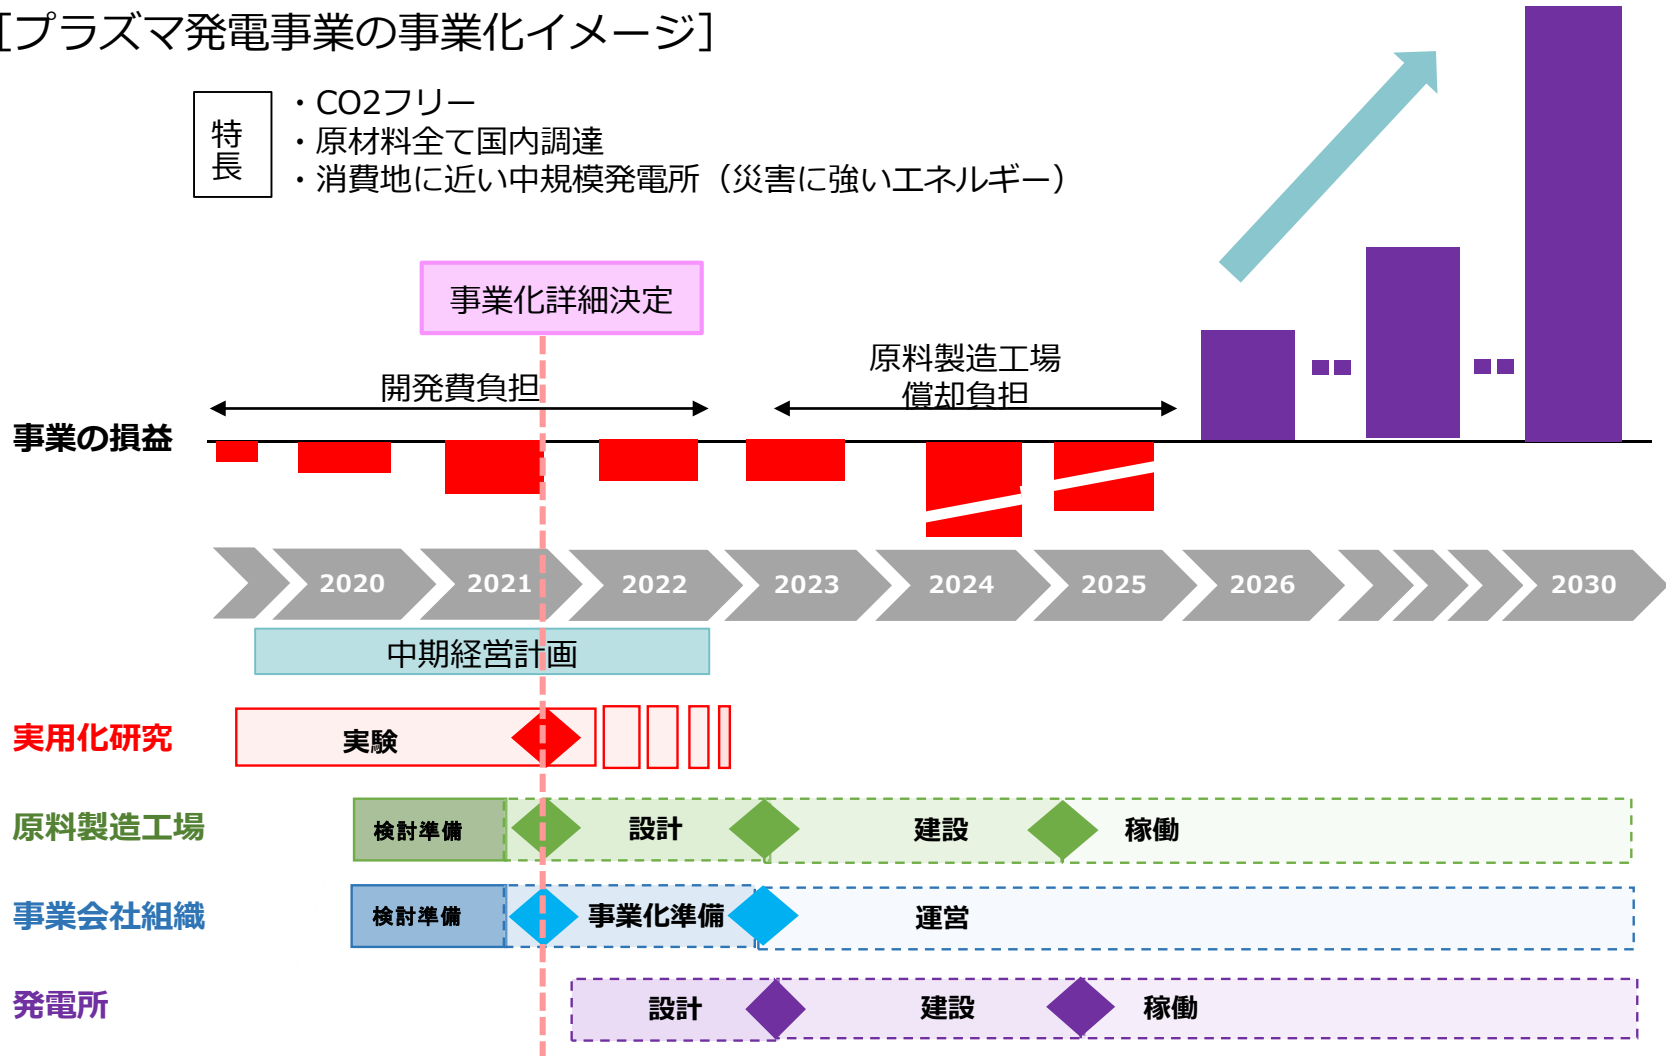 ［プラズマ発電事業の事業化イメージ］
特長
・CO2フリー
・原材料全て国内調達
・消費地に近い中規模発電所（災害に強いエネルギー）
事業化詳細決定
開発費負担
原料製造工場
償却負担
事業の損益
2020
2021
2022
2023
2024
2025
2026
2030
中期経営計画
実用化研究
実験
原料製造工場
検討準備
設計
建設
稼働
事業会社組織
検討準備
事業化準備
運営
発電所
設計
建設
稼働